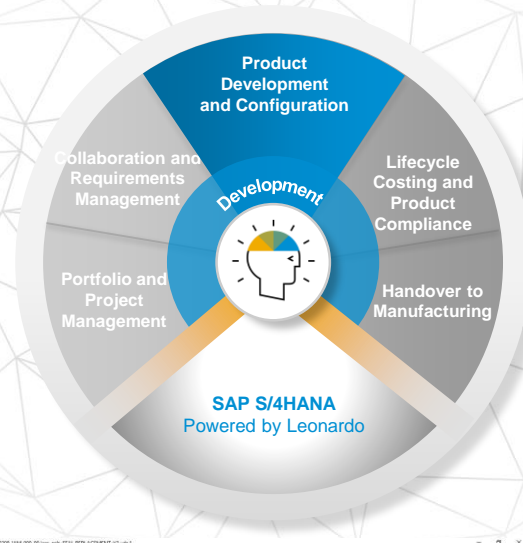 Product
Development
and Configuration
Collaboration and
Requirements
Management
Lifecycle
Costing and
Product
Compliance
Development
Portfolio and
Project
Management
Handover to
Manufacturing
SAP S/4HANA
Powered by Leonardo